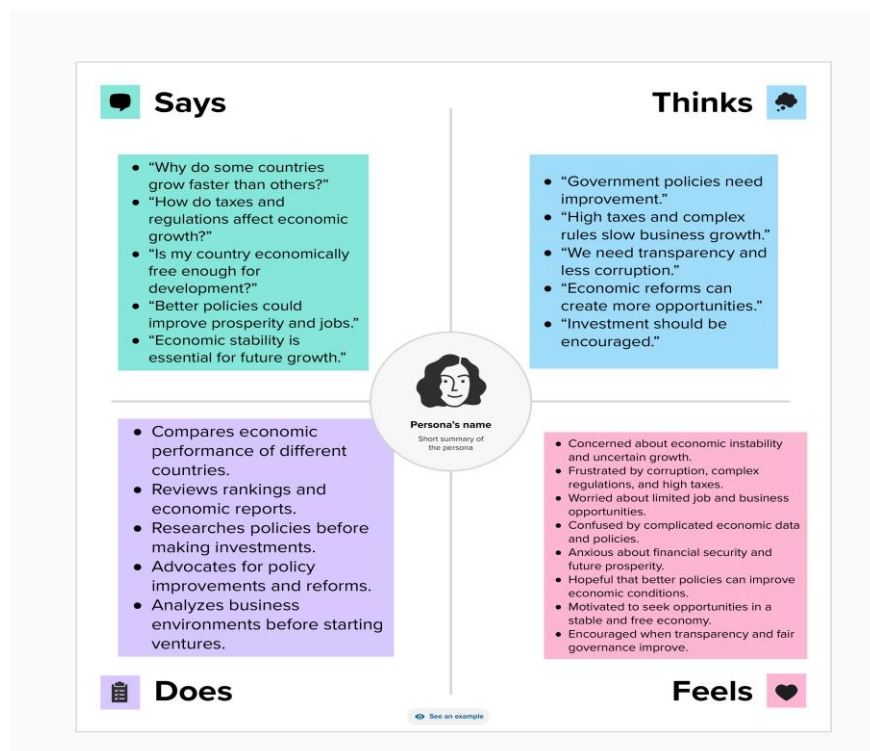 Says
● “Why do some countries
grow faster than others?”
● “How do taxes and
regulations affect economic
growth?”
● “Is my country economically
free enough for
development?”
● “Better policies could
improve prosperity and jobs.”
● “Economic stability is
essential for future growth.”
Thinks
● “Government policies need
improvement.”
● “High taxes and complex
rules slow business growth.”
● “We need transparency and
less corruption.”
● “Economic reforms can
create more opportunities.”
● “Investment should be
encouraged.”
Persona's name
Short summary of
the persona
● Compares economic
performance of different
countries.
● Reviews rankings and
economic reports.
● Researches policies before
making investments.
● Advocates for policy
improvements and reforms.
● Analyzes business
environments before starting
ventures.
Does
● Concerned about economic instability
and uncertain growth.
● Frustrated by corruption, complex
regulations, and high taxes.
● Worried about limited job and business
opportunities.
● Confused by complicated economic data
and policies.
● Anxious about financial security and
future prosperity.
● Hopeful that better policies can improve
economic conditions.
● Motivated to seek opportunities in a
stable and free economy.
● Encouraged when transparency and fair
governance improve.
Feels
See an example